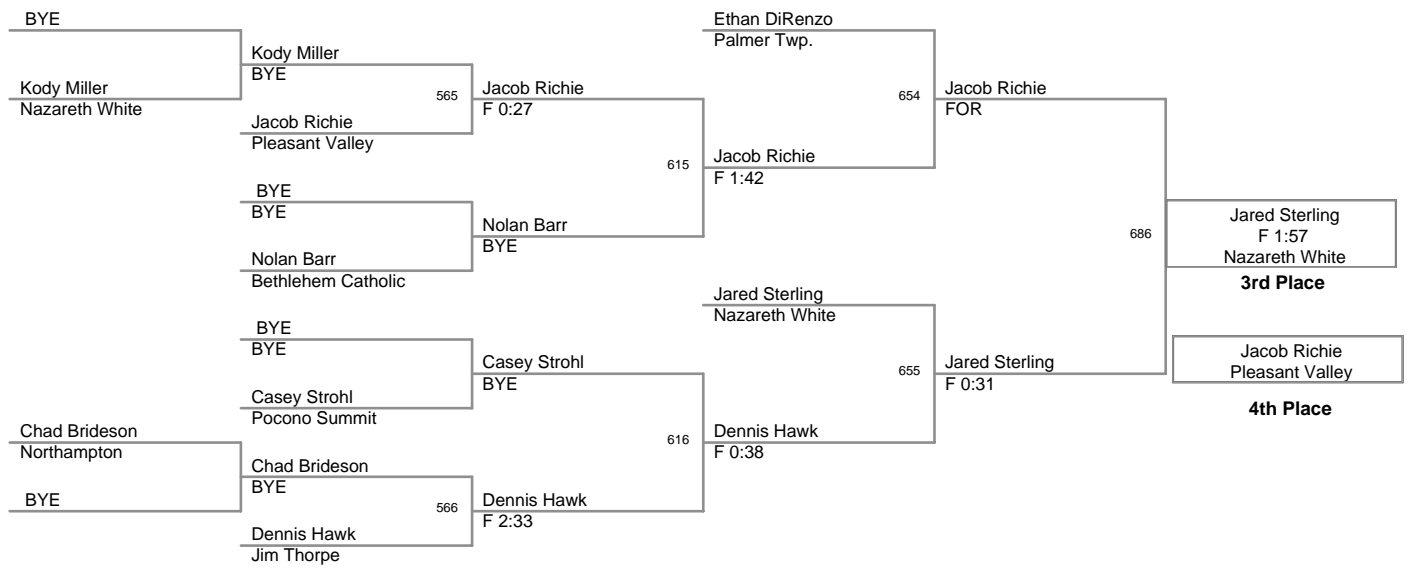 BYE
Kody Miller
Nazareth White
Chad Brideson
Northampton
BYE
Kody Miller
BYE
Jacob Richie
Pleasant Valley
BYE
BYE
Nolan Barr
Bethlehem Catholic
BYE
BYE
Casey Strohl
Pocono Summit
Chad Brideson
BYE
Dennis Hawk
Jim Thorpe
565
566
Jacob Richie
F 0:27
Nolan Barr
BYE
Casey Strohl
BYE
Dennis Hawk
F 2:33
615
616
Ethan DiRenzo
Palmer Twp.
Jacob Richie
F 1:42
Jared Sterling
Nazareth White
Dennis Hawk
F 0:38
654
655
Jacob Richie
FOR
Jared Sterling
F 0:31
686
Jared Sterling
F 1:57
Nazareth White
3rd Place
Jacob Richie
Pleasant Valley
4th Place